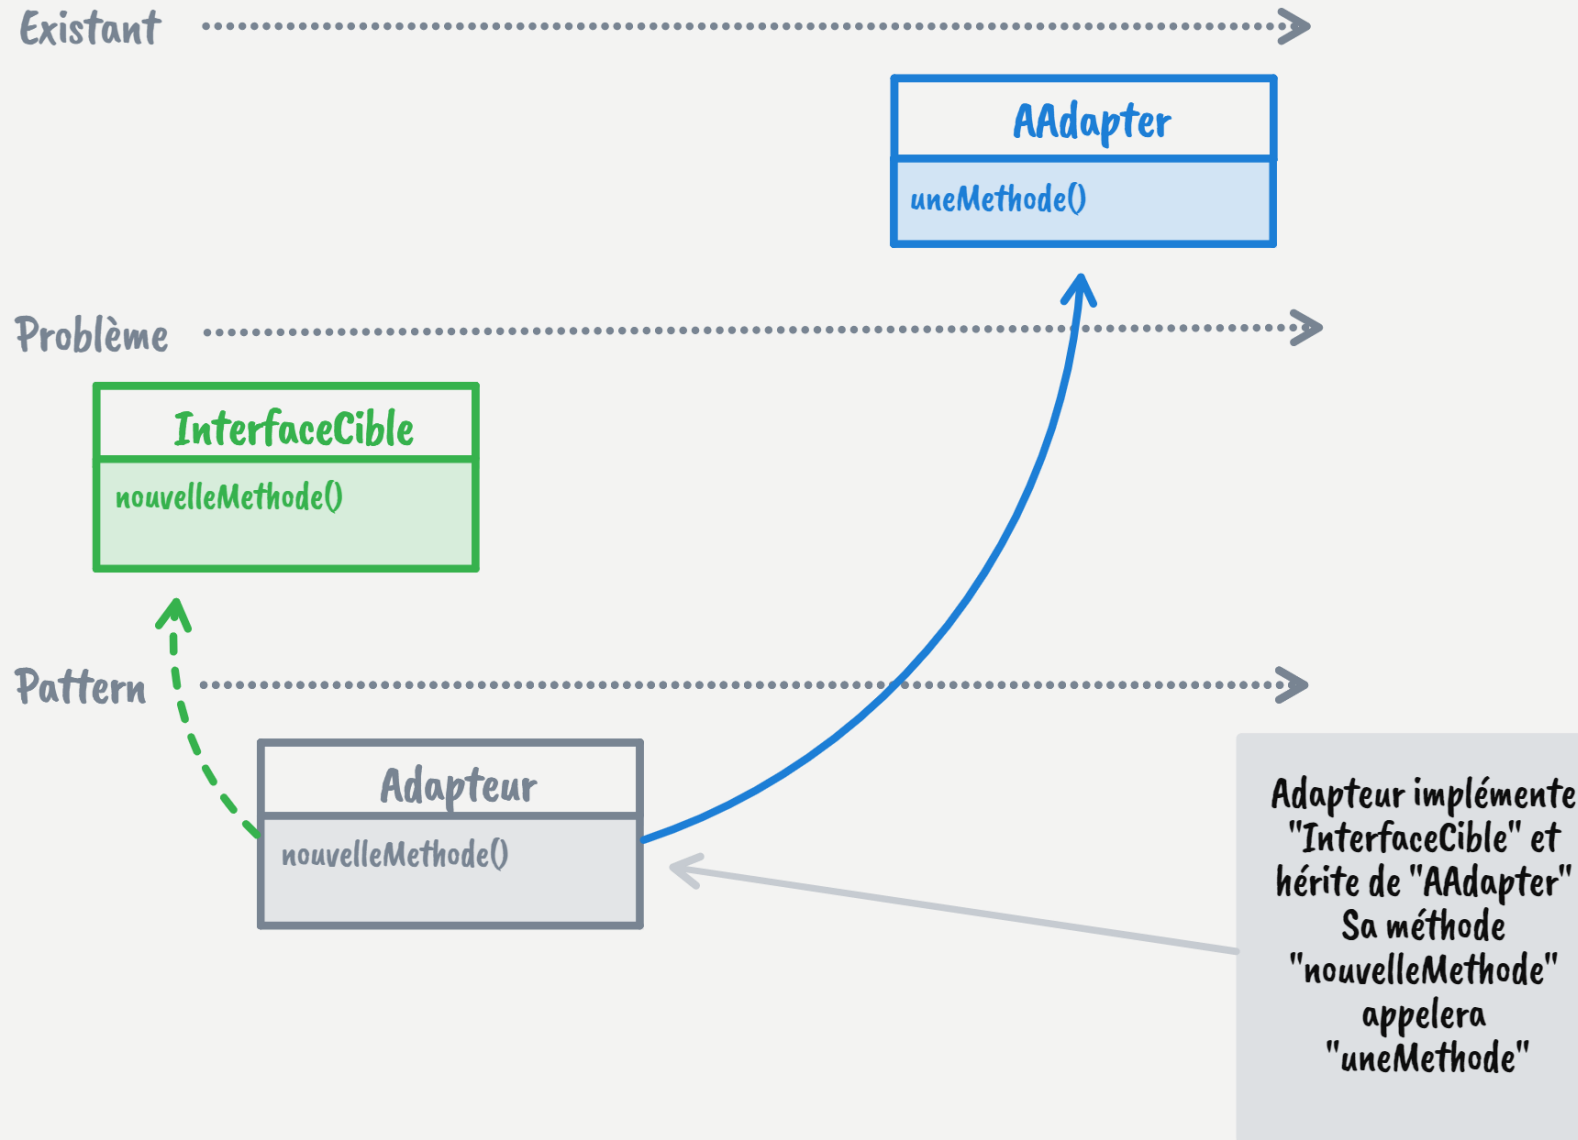 Existant
AAdapter
uneMethode()
Problème
InterfaceCible
nouvelleMethode()
Pattern
Adapteur
nouvelleMethode()
Adapteur implémente
"InterfaceCible" et
hérite de "AAdapter"
Sa méthode
"nouvelleMethode"
appelera
"uneMethode"